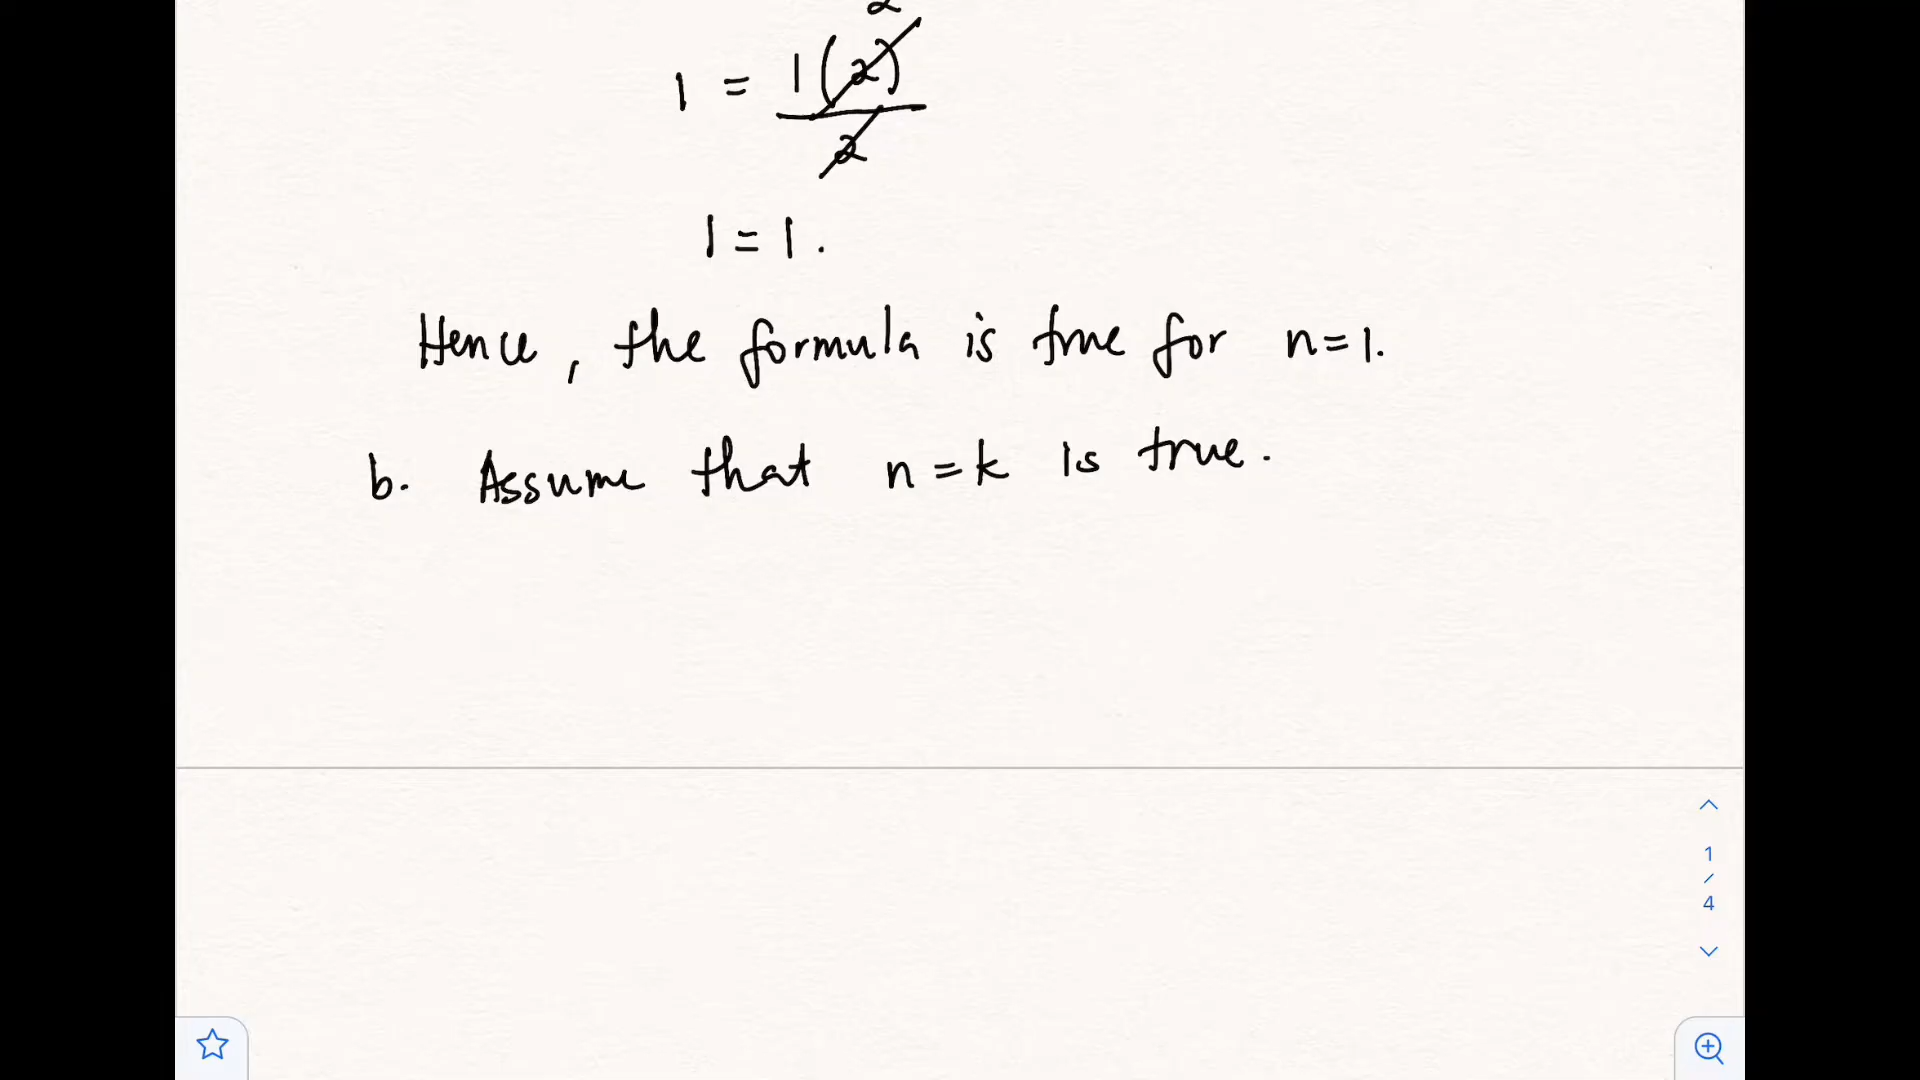 2
1 = 1(2)
2
1 = 1.
Hence, the formula is true for n=1.
b. Assume that n=k is true.
1
/
4